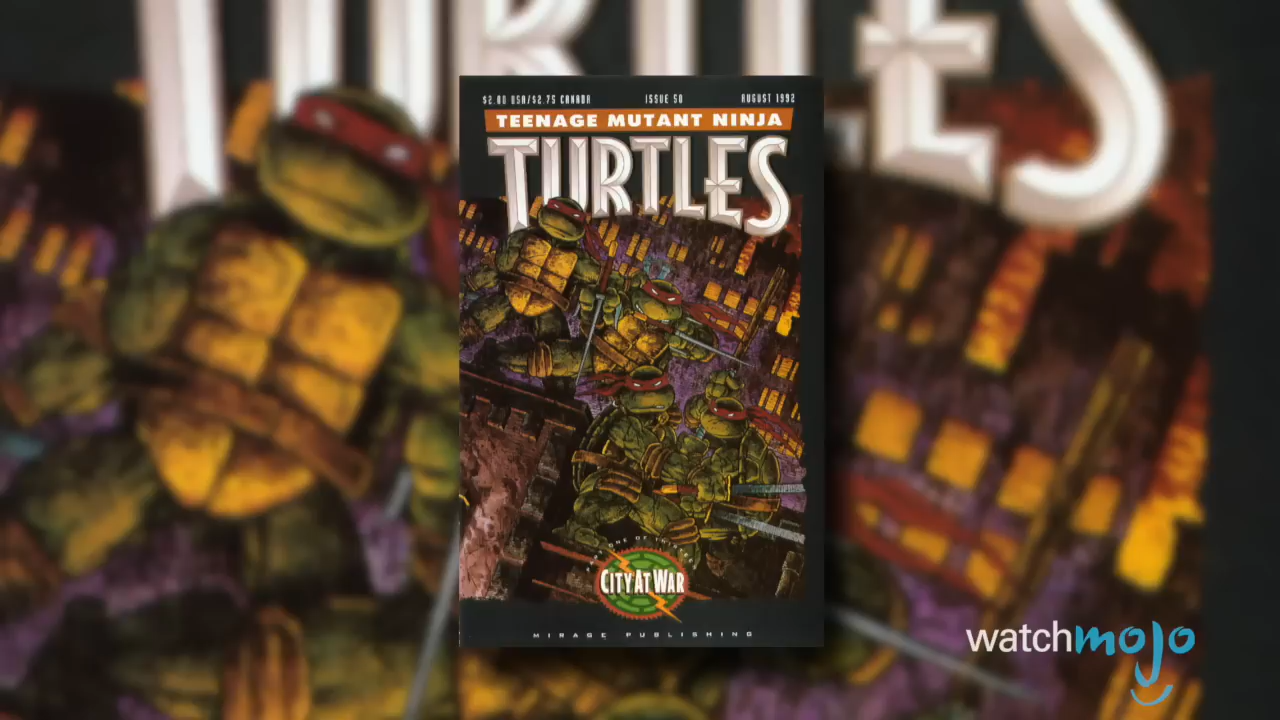 TURTLES
$2.00 USA/$2.75 CANADA ISSUE 50 AUGUST 1992
TEENAGE MUTANT NINJA
TURTLES
CITY AT WAR
MIRAGE PUBLISHING
watchmojo